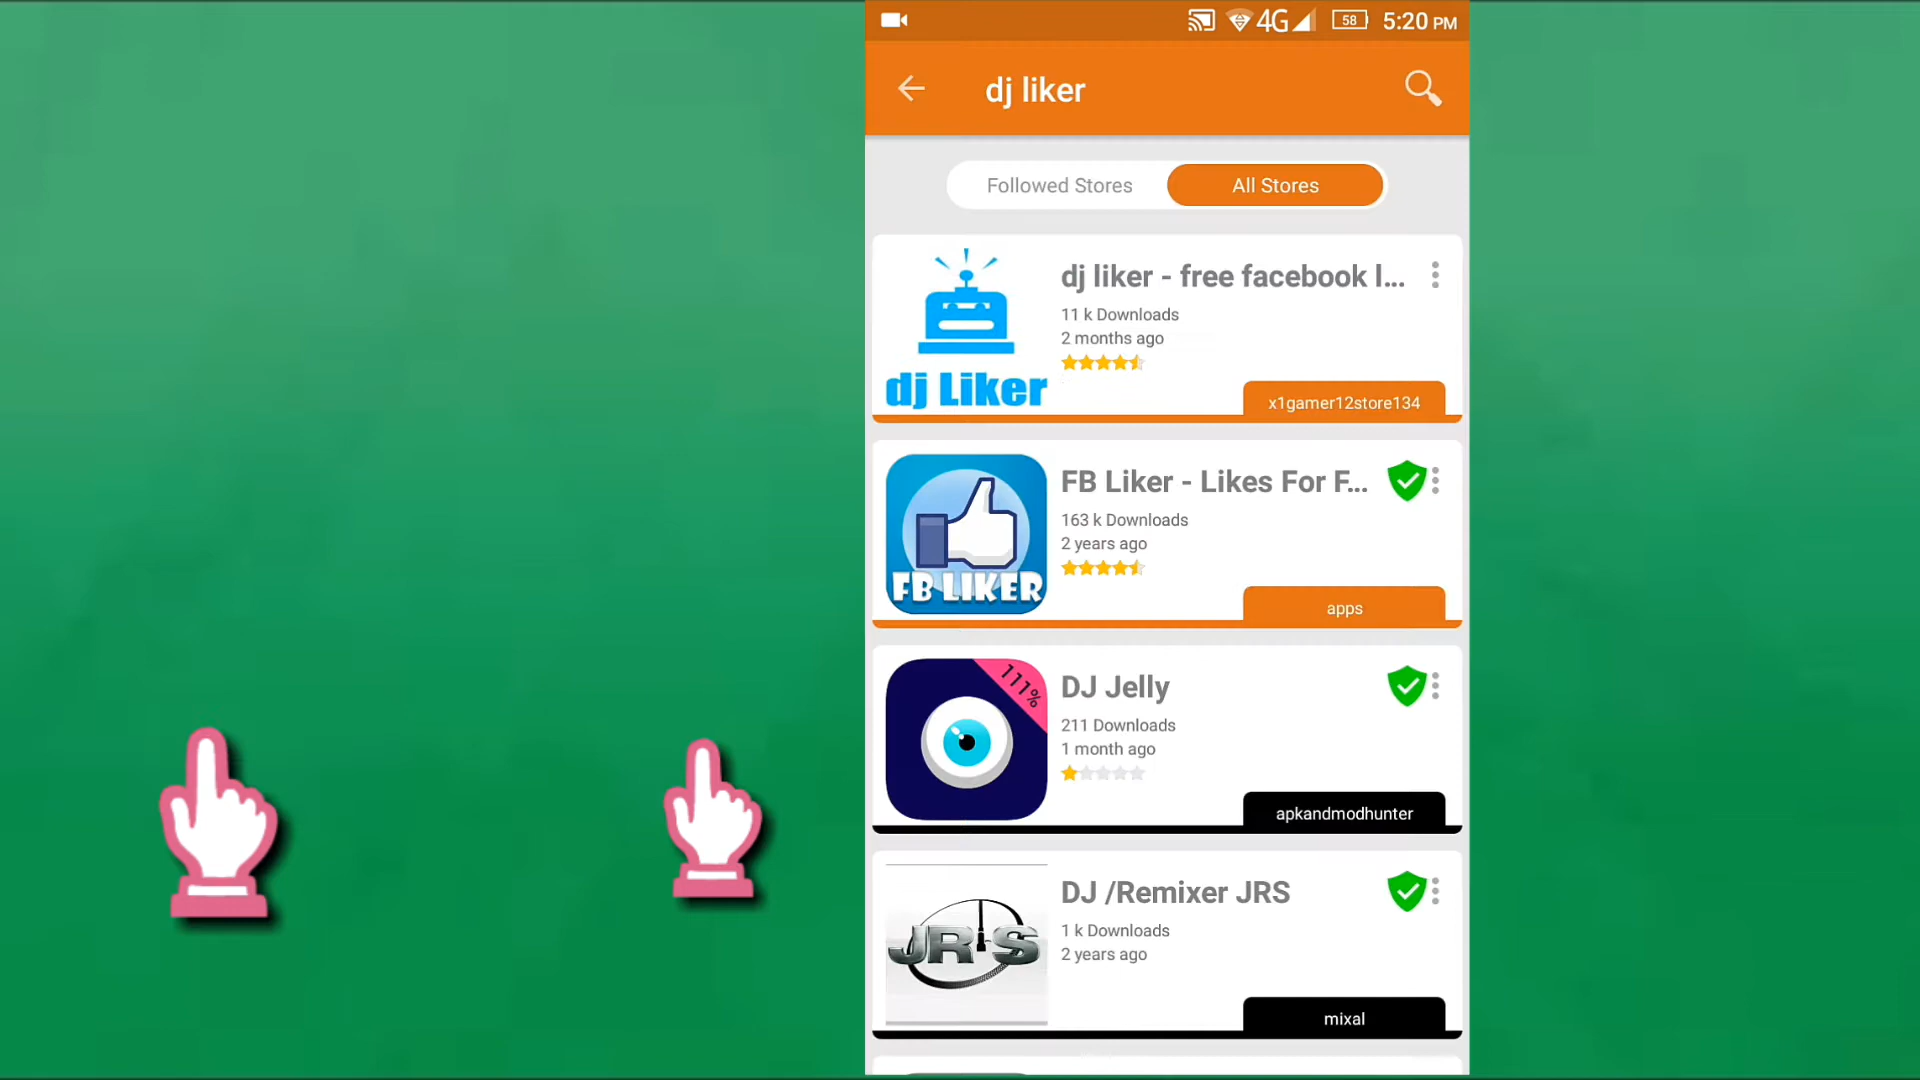 4G 58 5:20 PM
dj liker
Followed Stores All Stores
dj liker - free facebook l...
11 k Downloads
2 months ago
dj Liker
x1gamer12store134
FB Liker - Likes For F...
163 k Downloads
2 years ago
FB LIKER
apps
111%
DJ Jelly
211 Downloads
1 month ago
apkandmodhunter
DJ /Remixer JRS
1 k Downloads
2 years ago
JRS
mixal